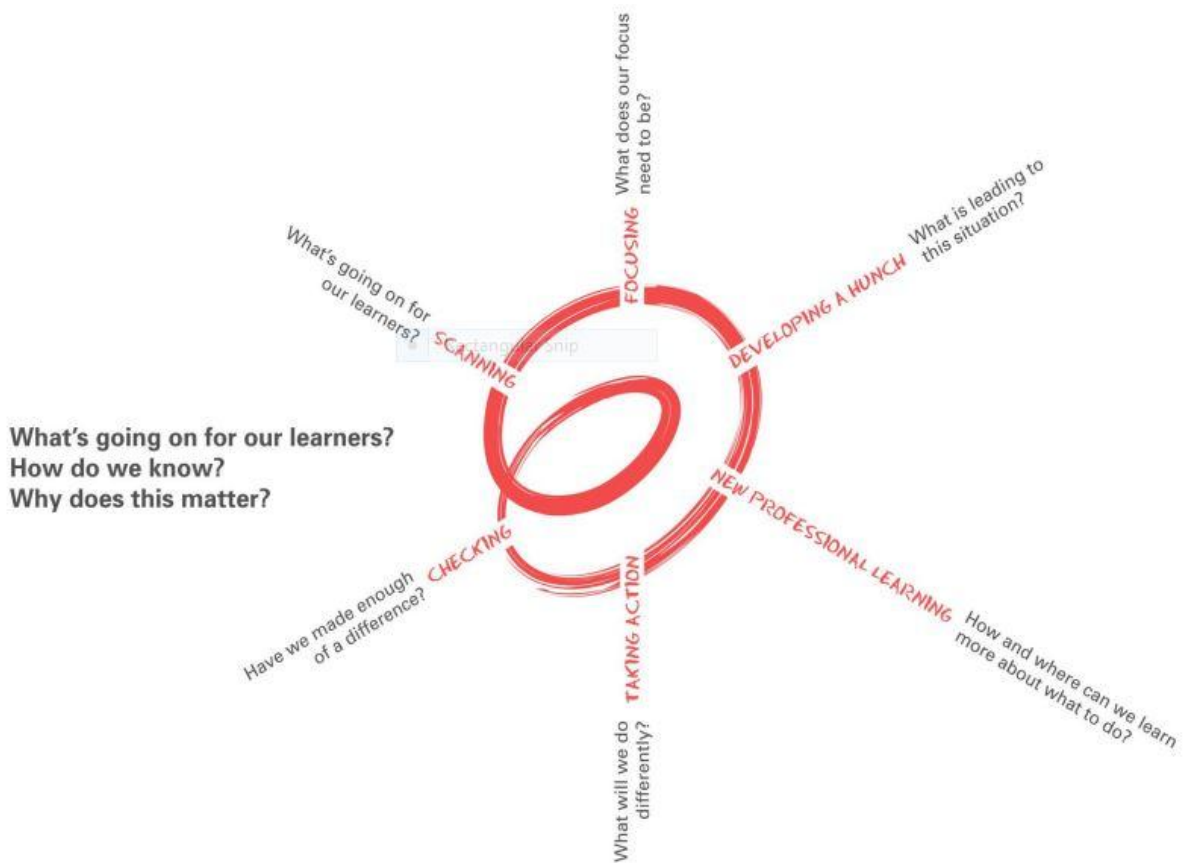 What does our focus
need to be?
FOCUSING
What is leading to
this situation?
DEVELOPING A HUNCH
What's going on for
our learners?
SCANNING
Rectangular Snip
What's going on for our learners?
How do we know?
Why does this matter?
NEW PROFESSIONAL LEARNING
How and where can we learn
more about what to do?
CHECKING
Have we made enough
of a difference?
TAKING ACTION
What will we do
differently?